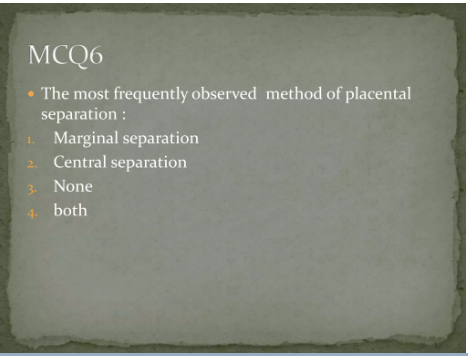 MCQ6
• The most frequently observed method of placental
separation :
1. Marginal separation
2. Central separation
3. None
4. both